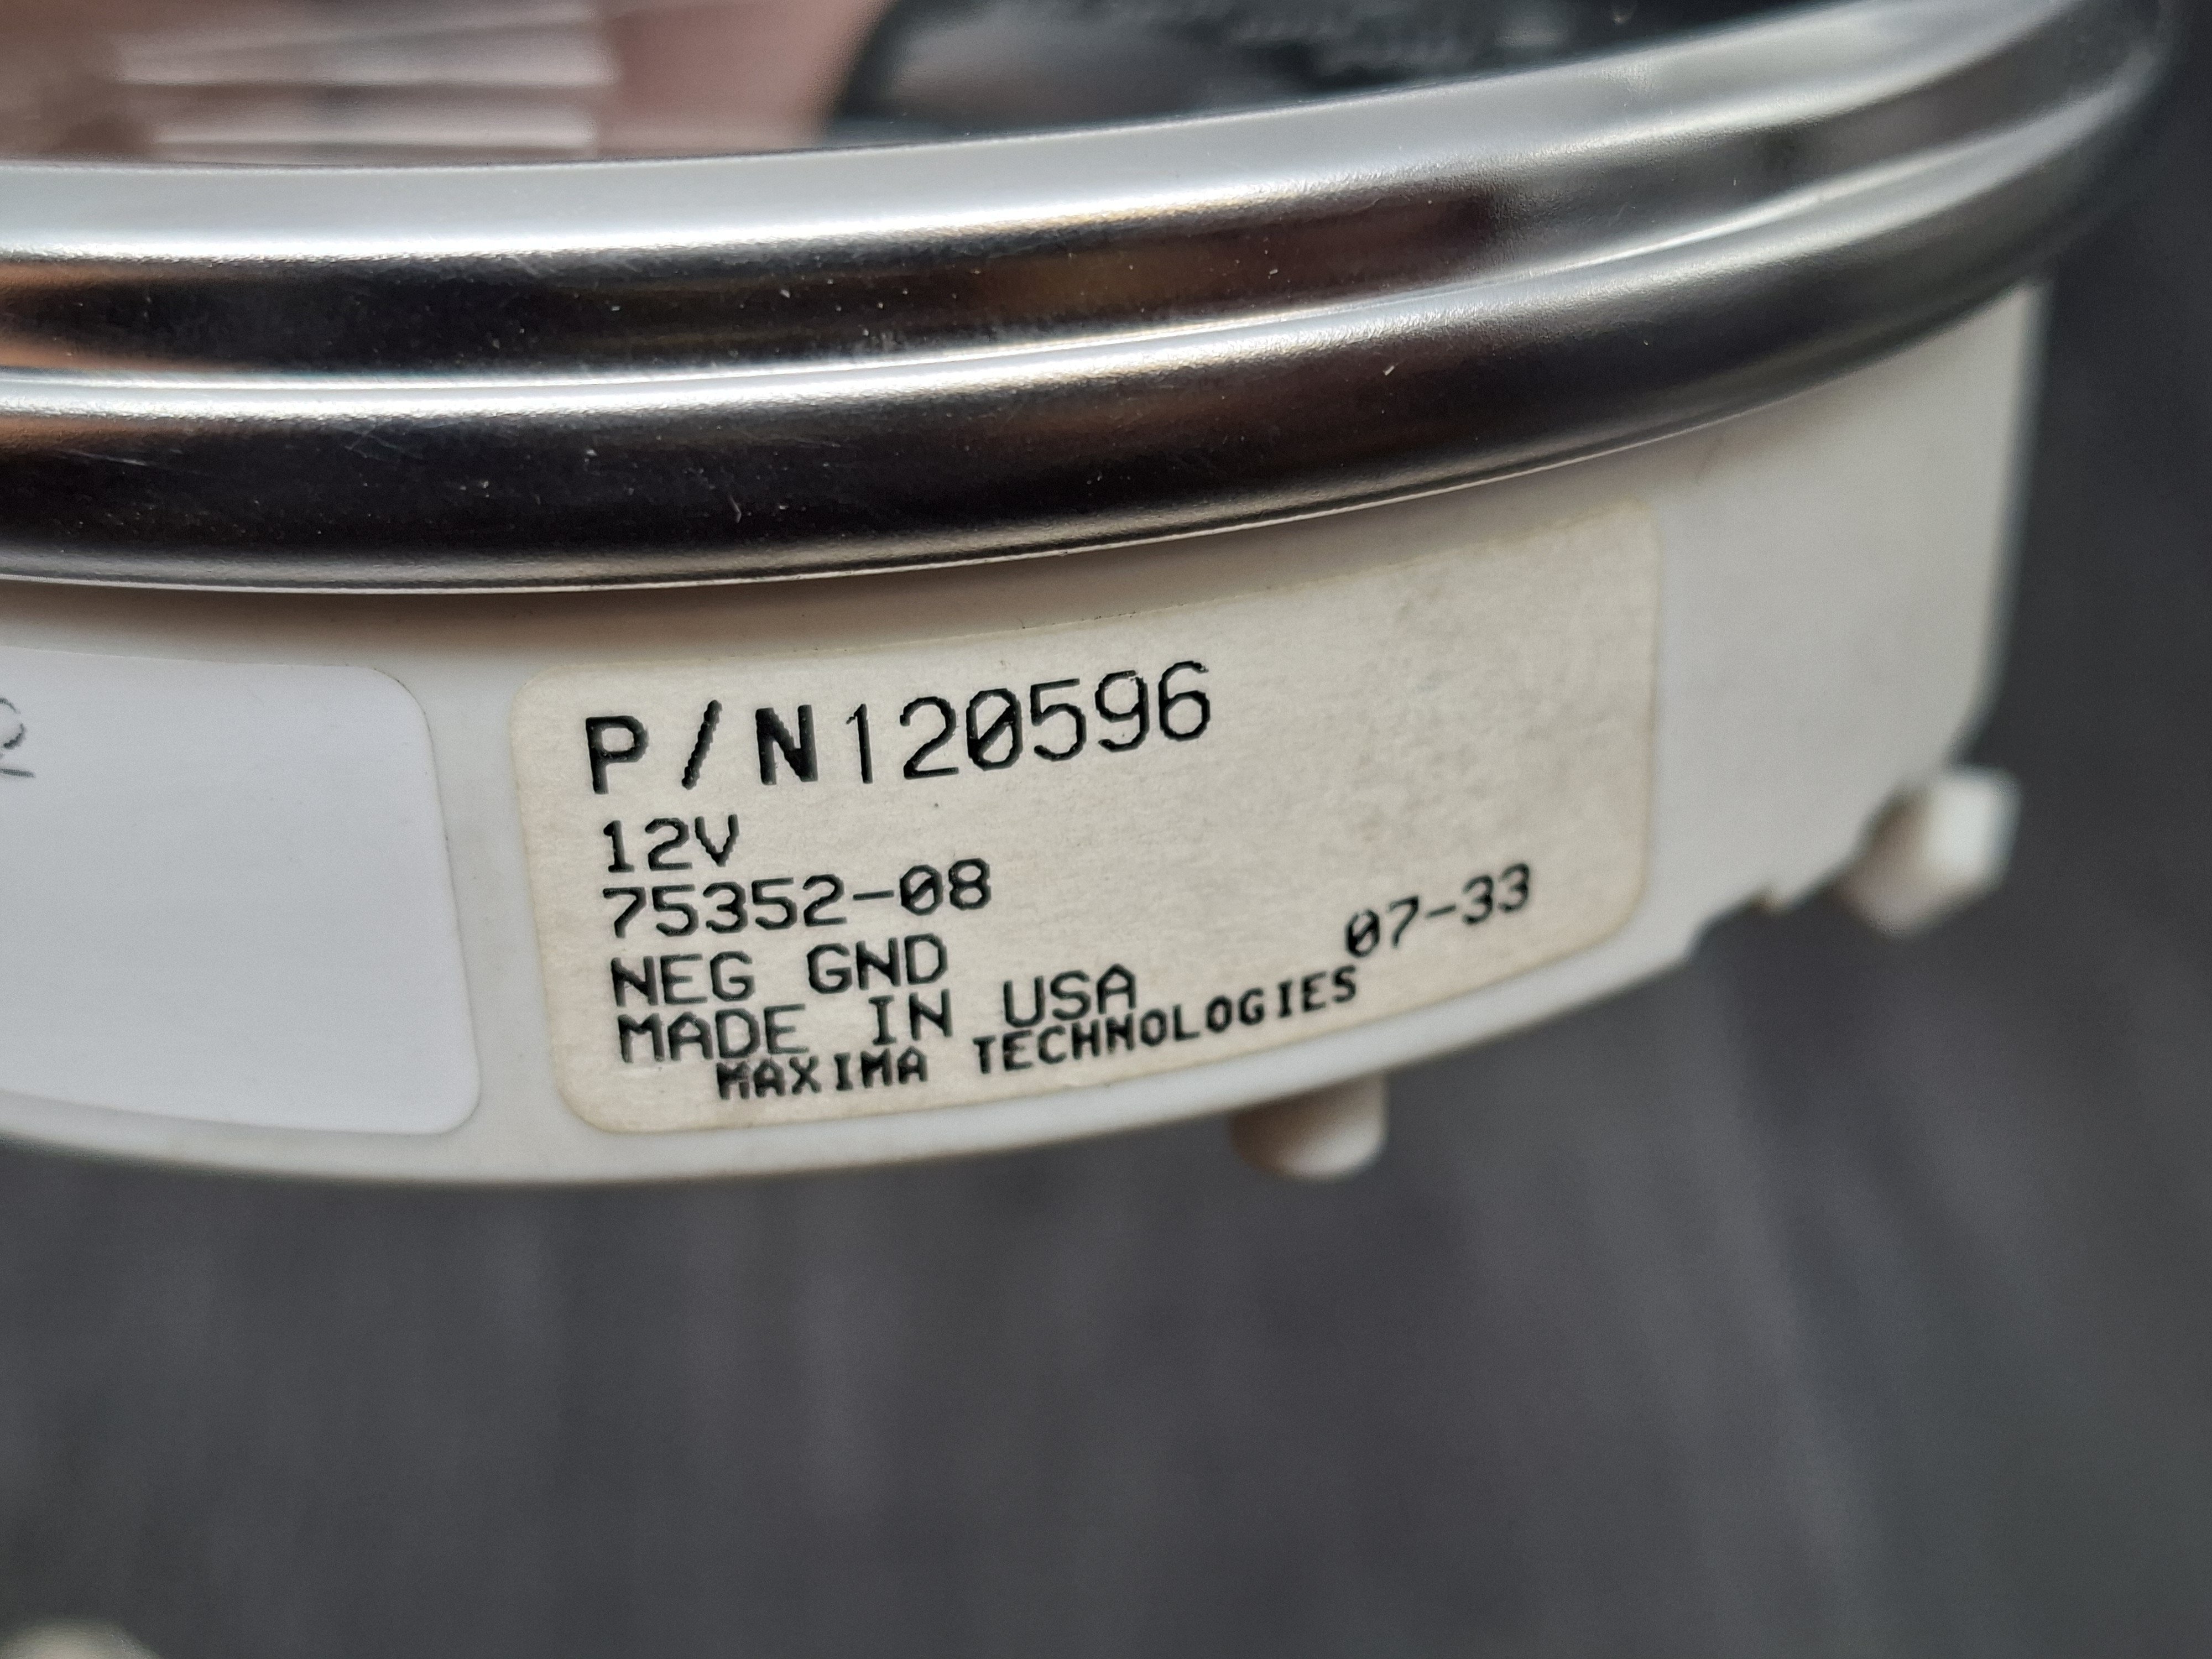 P/N120596
12V
75352-08
NEG GND
07-33
MADE IN USA
MAXIMA TECHNOLOGIES